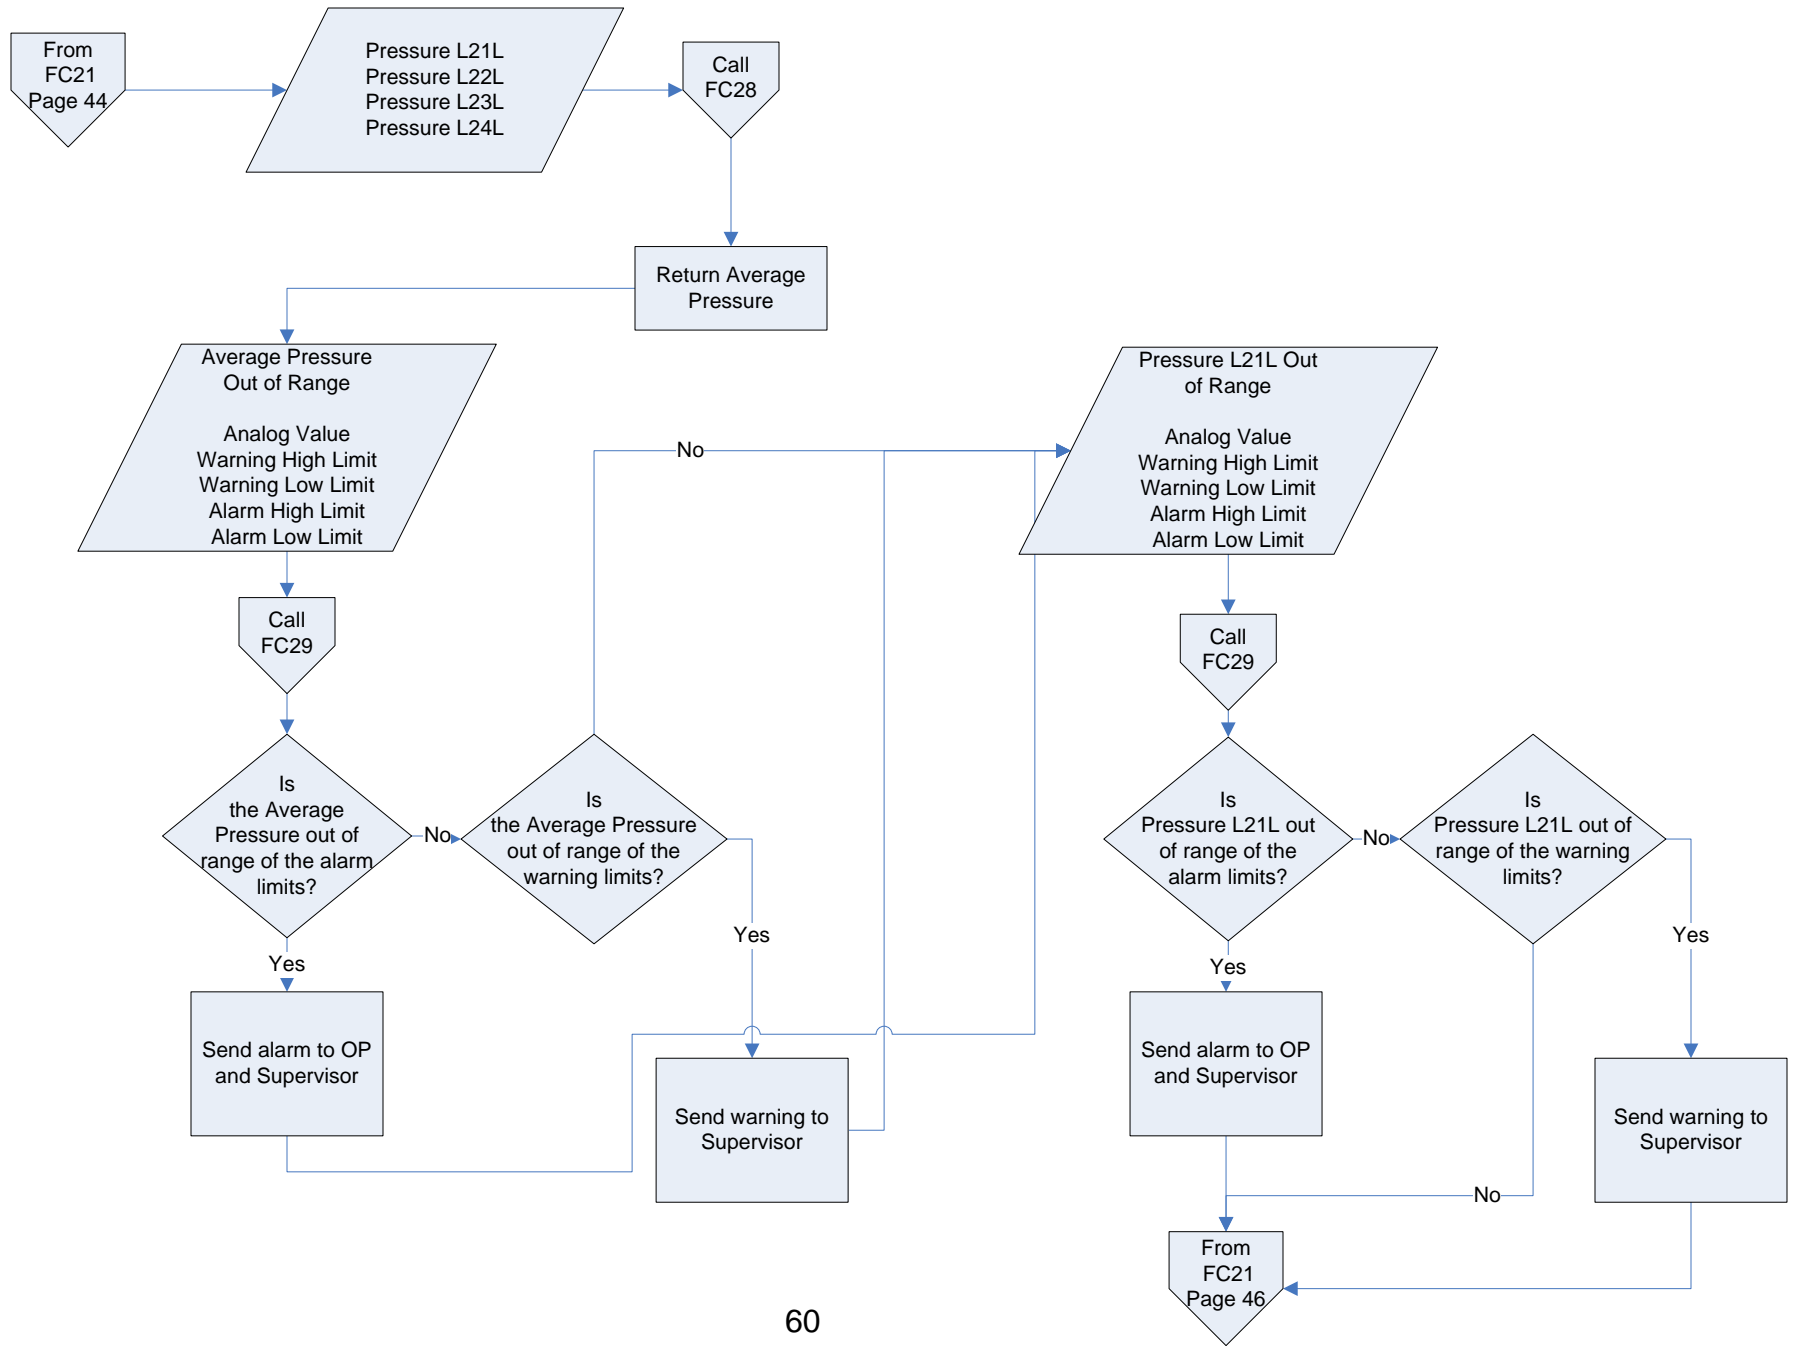 From
FC21
Page 44
Pressure L21L
Pressure L22L
Pressure L23L
Pressure L24L
Call
FC28
Return Average
Pressure
Average Pressure
Out of Range
Analog Value
Warning High Limit
Warning Low Limit
Alarm High Limit
Alarm Low Limit
Call
FC29
Is
the Average
Pressure out of
range of the alarm
limits?
No
Is
the Average Pressure
out of range of the
warning limits?
No
Yes
Yes
Send alarm to OP
and Supervisor
Send warning to
Supervisor
Pressure L21L Out
of Range
Analog Value
Warning High Limit
Warning Low Limit
Alarm High Limit
Alarm Low Limit
Call
FC29
Is
Pressure L21L out
of range of the
alarm limits?
No
Is
Pressure L21L out of
range of the warning
limits?
Yes
Yes
Send alarm to OP
and Supervisor
Send warning to
Supervisor
No
From
FC21
Page 46
60